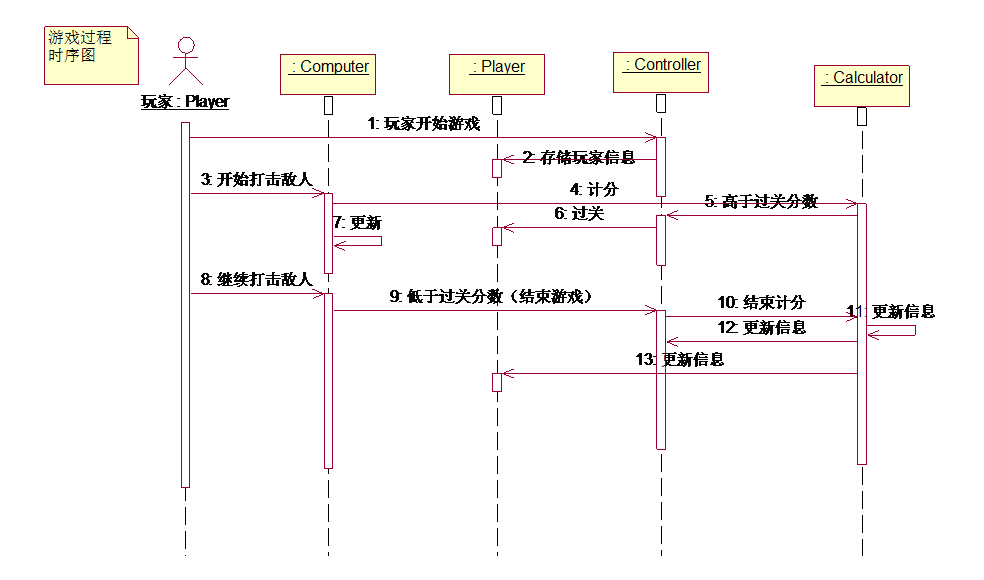 游戏过程
时序图
玩家 : Player
: Computer
: Player
: Controller
: Calculator
1: 玩家开始游戏
2: 存储玩家信息
3: 开始打击敌人
4: 计分
5: 高于过关分数
6: 过关
7: 更新
8: 继续打击敌人
9: 低于过关分数（结束游戏）
10: 结束计分
11: 更新信息
12: 更新信息
13: 更新信息